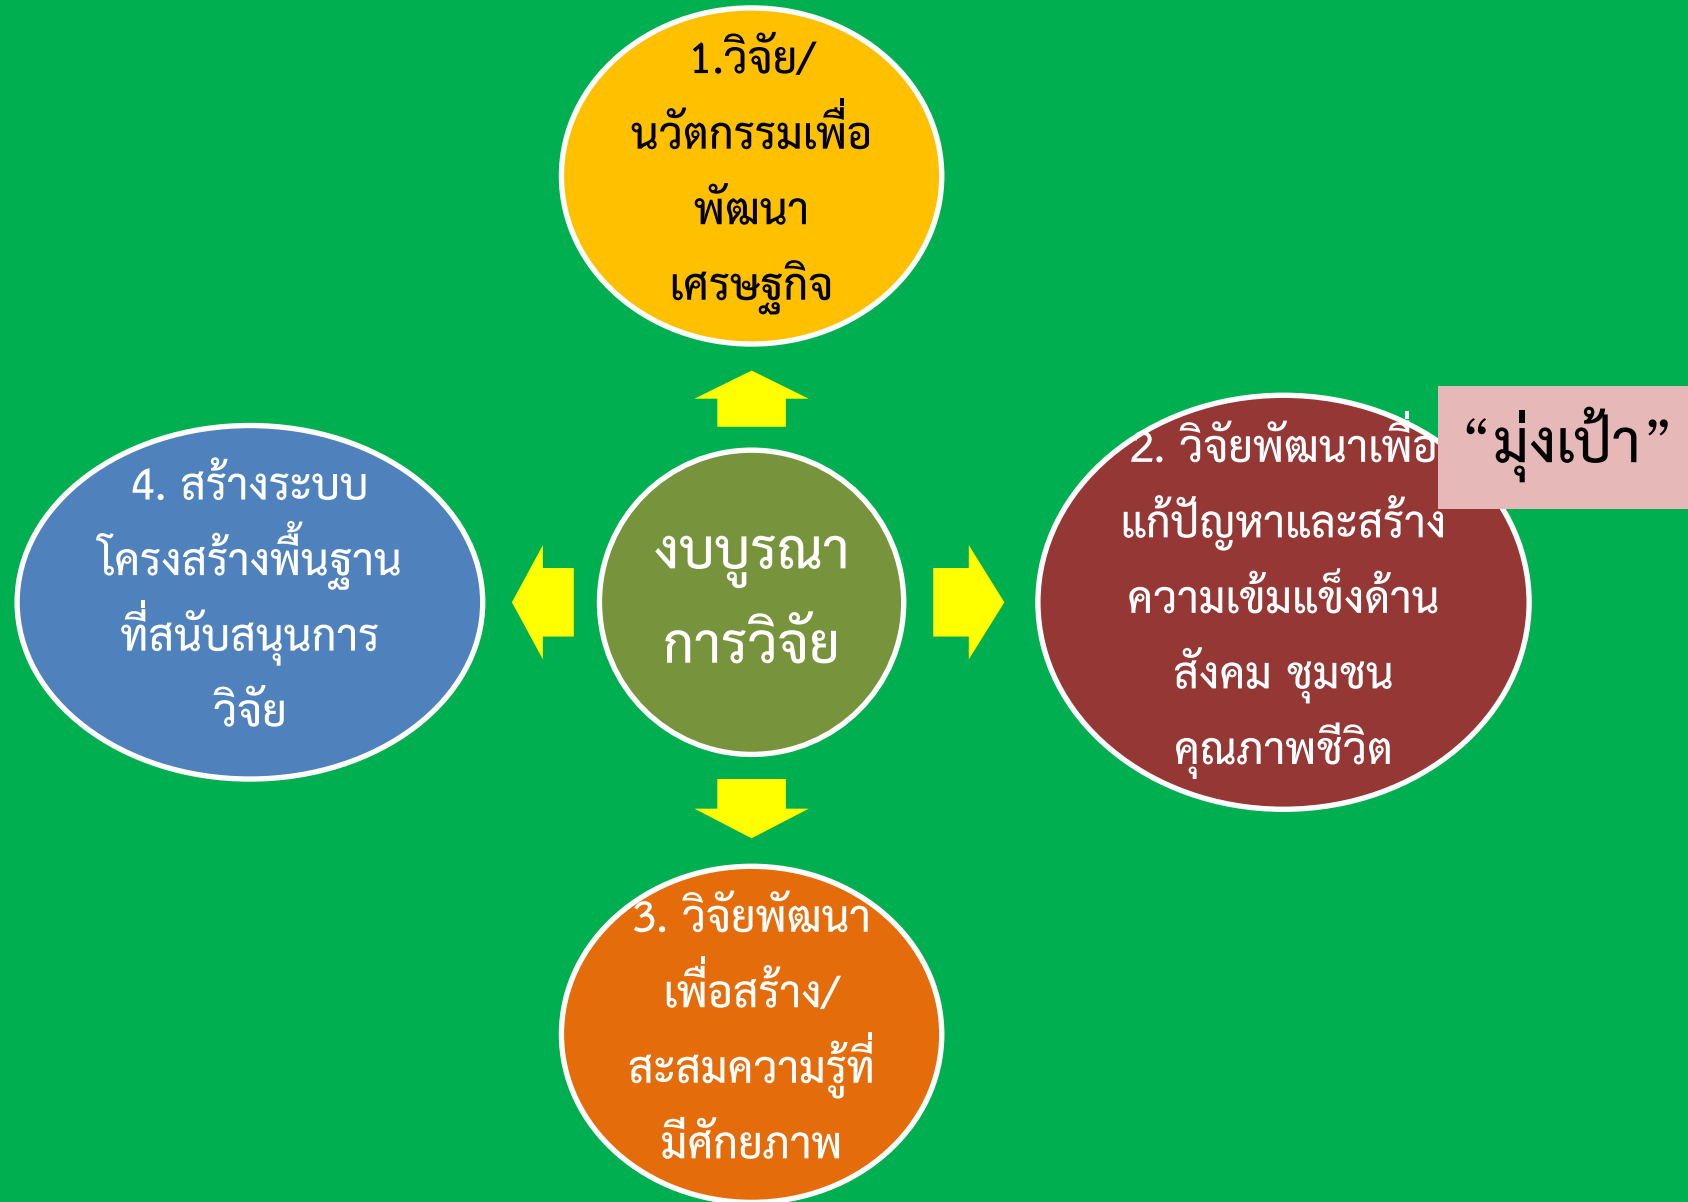 1.วิจัย/
นวัตกรรมเพื่อ
พัฒนา
เศรษฐกิจ
“มุ่งเป้า”
2. วิจัยพัฒนาเพื่อ
แก้ปัญหาและสร้าง
ความเข้มแข็งด้าน
สังคม ชุมชน
คุณภาพชีวิต
4. สร้างระบบ
โครงสร้างพื้นฐาน
ที่สนับสนุนการ
วิจัย
งบบูรณา
การวิจัย
3. วิจัยพัฒนา
เพื่อสร้าง/
สะสมความรู้ที่
มีศักยภาพ